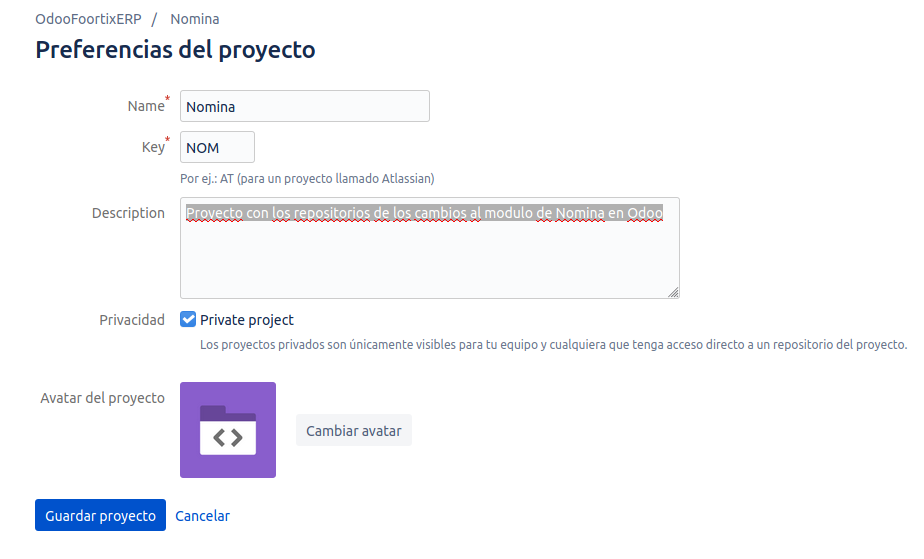 OdooFoortixERP / Nomina
Preferencias del proyecto
Name* Nomina
Key* NOM
Por ej.: AT (para un proyecto llamado Atlassian)
Description Proyecto con los repositorios de los cambios al modulo de Nomina en Odoo
Privacidad Private project
Los proyectos privados son únicamente visibles para tu equipo y cualquiera que tenga acceso directo a un repositorio del proyecto.
Avatar del proyecto Cambiar avatar
Guardar proyecto Cancelar